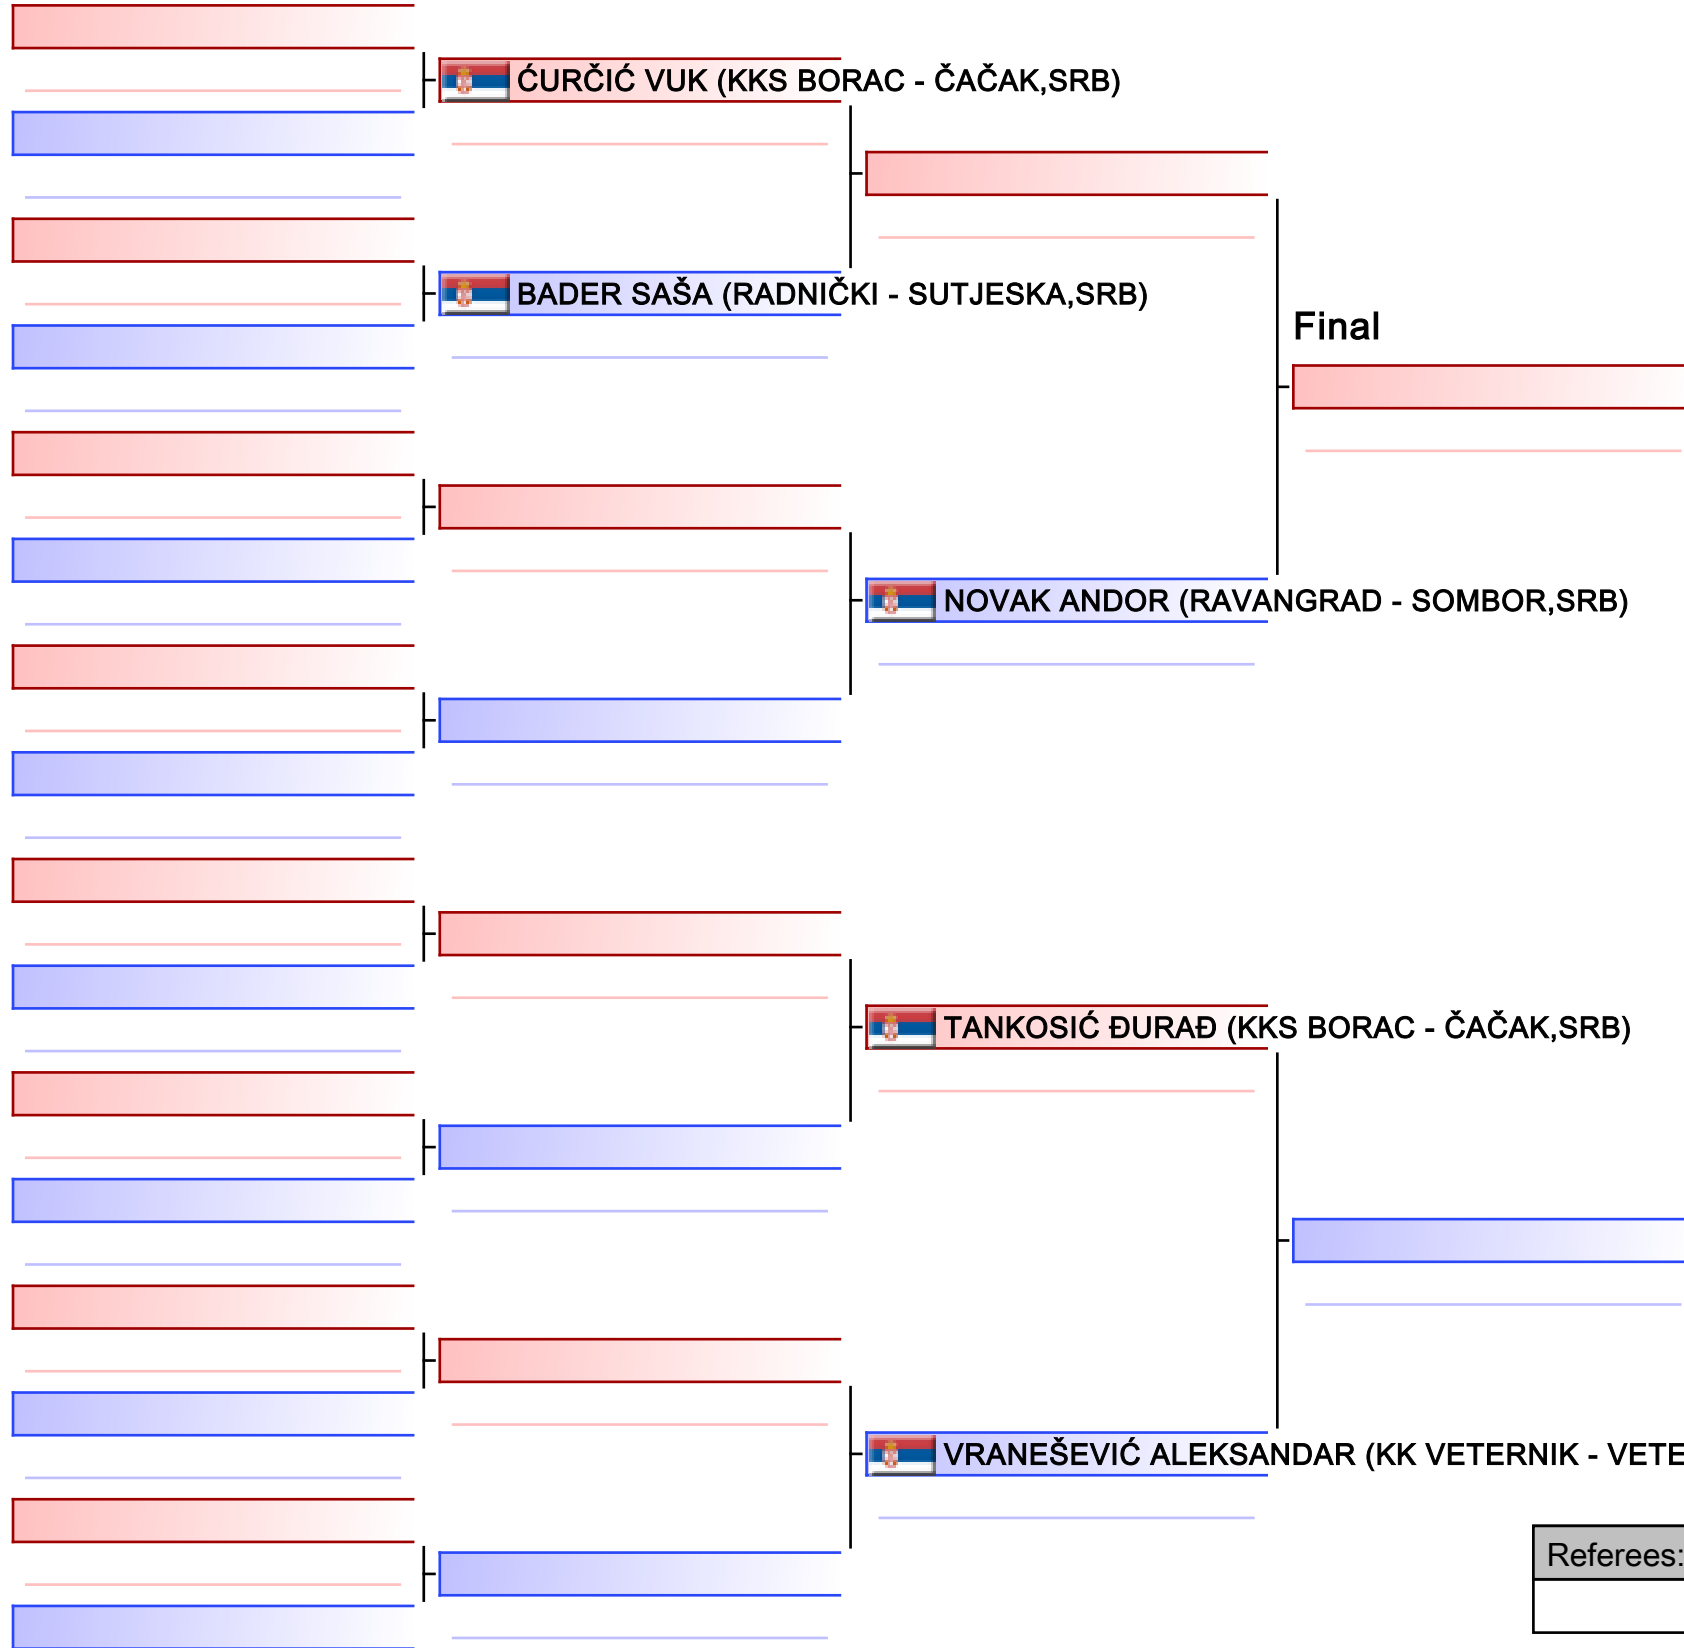 ĆURČIĆ VUK (KKS BORAC - ČAČAK,SRB)
BADER SAŠA (RADNIČKI - SUTJESKA,SRB)
Final
NOVAK ANDOR (RAVANGRAD - SOMBOR,SRB)
TANKOSIĆ ĐURAĐ (KKS BORAC - ČAČAK,SRB)
VRANEŠEVIĆ ALEKSANDAR (KK VETERNIK - VETE
Referees: